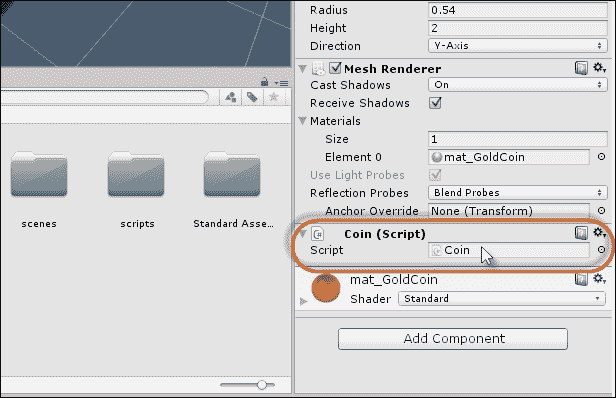 Radius 0.54
Height 2
Direction Y-Axis
Mesh Renderer
Cast Shadows On
Receive Shadows
Materials
Size 1
Element 0 mat_GoldCoin
Use Light Probes
Reflection Probes Blend Probes
Anchor Override None (Transform)
scenes scripts Standard Asse...
C# Coin (Script)
Script Coin
mat_GoldCoin
Shader Standard
Add Component